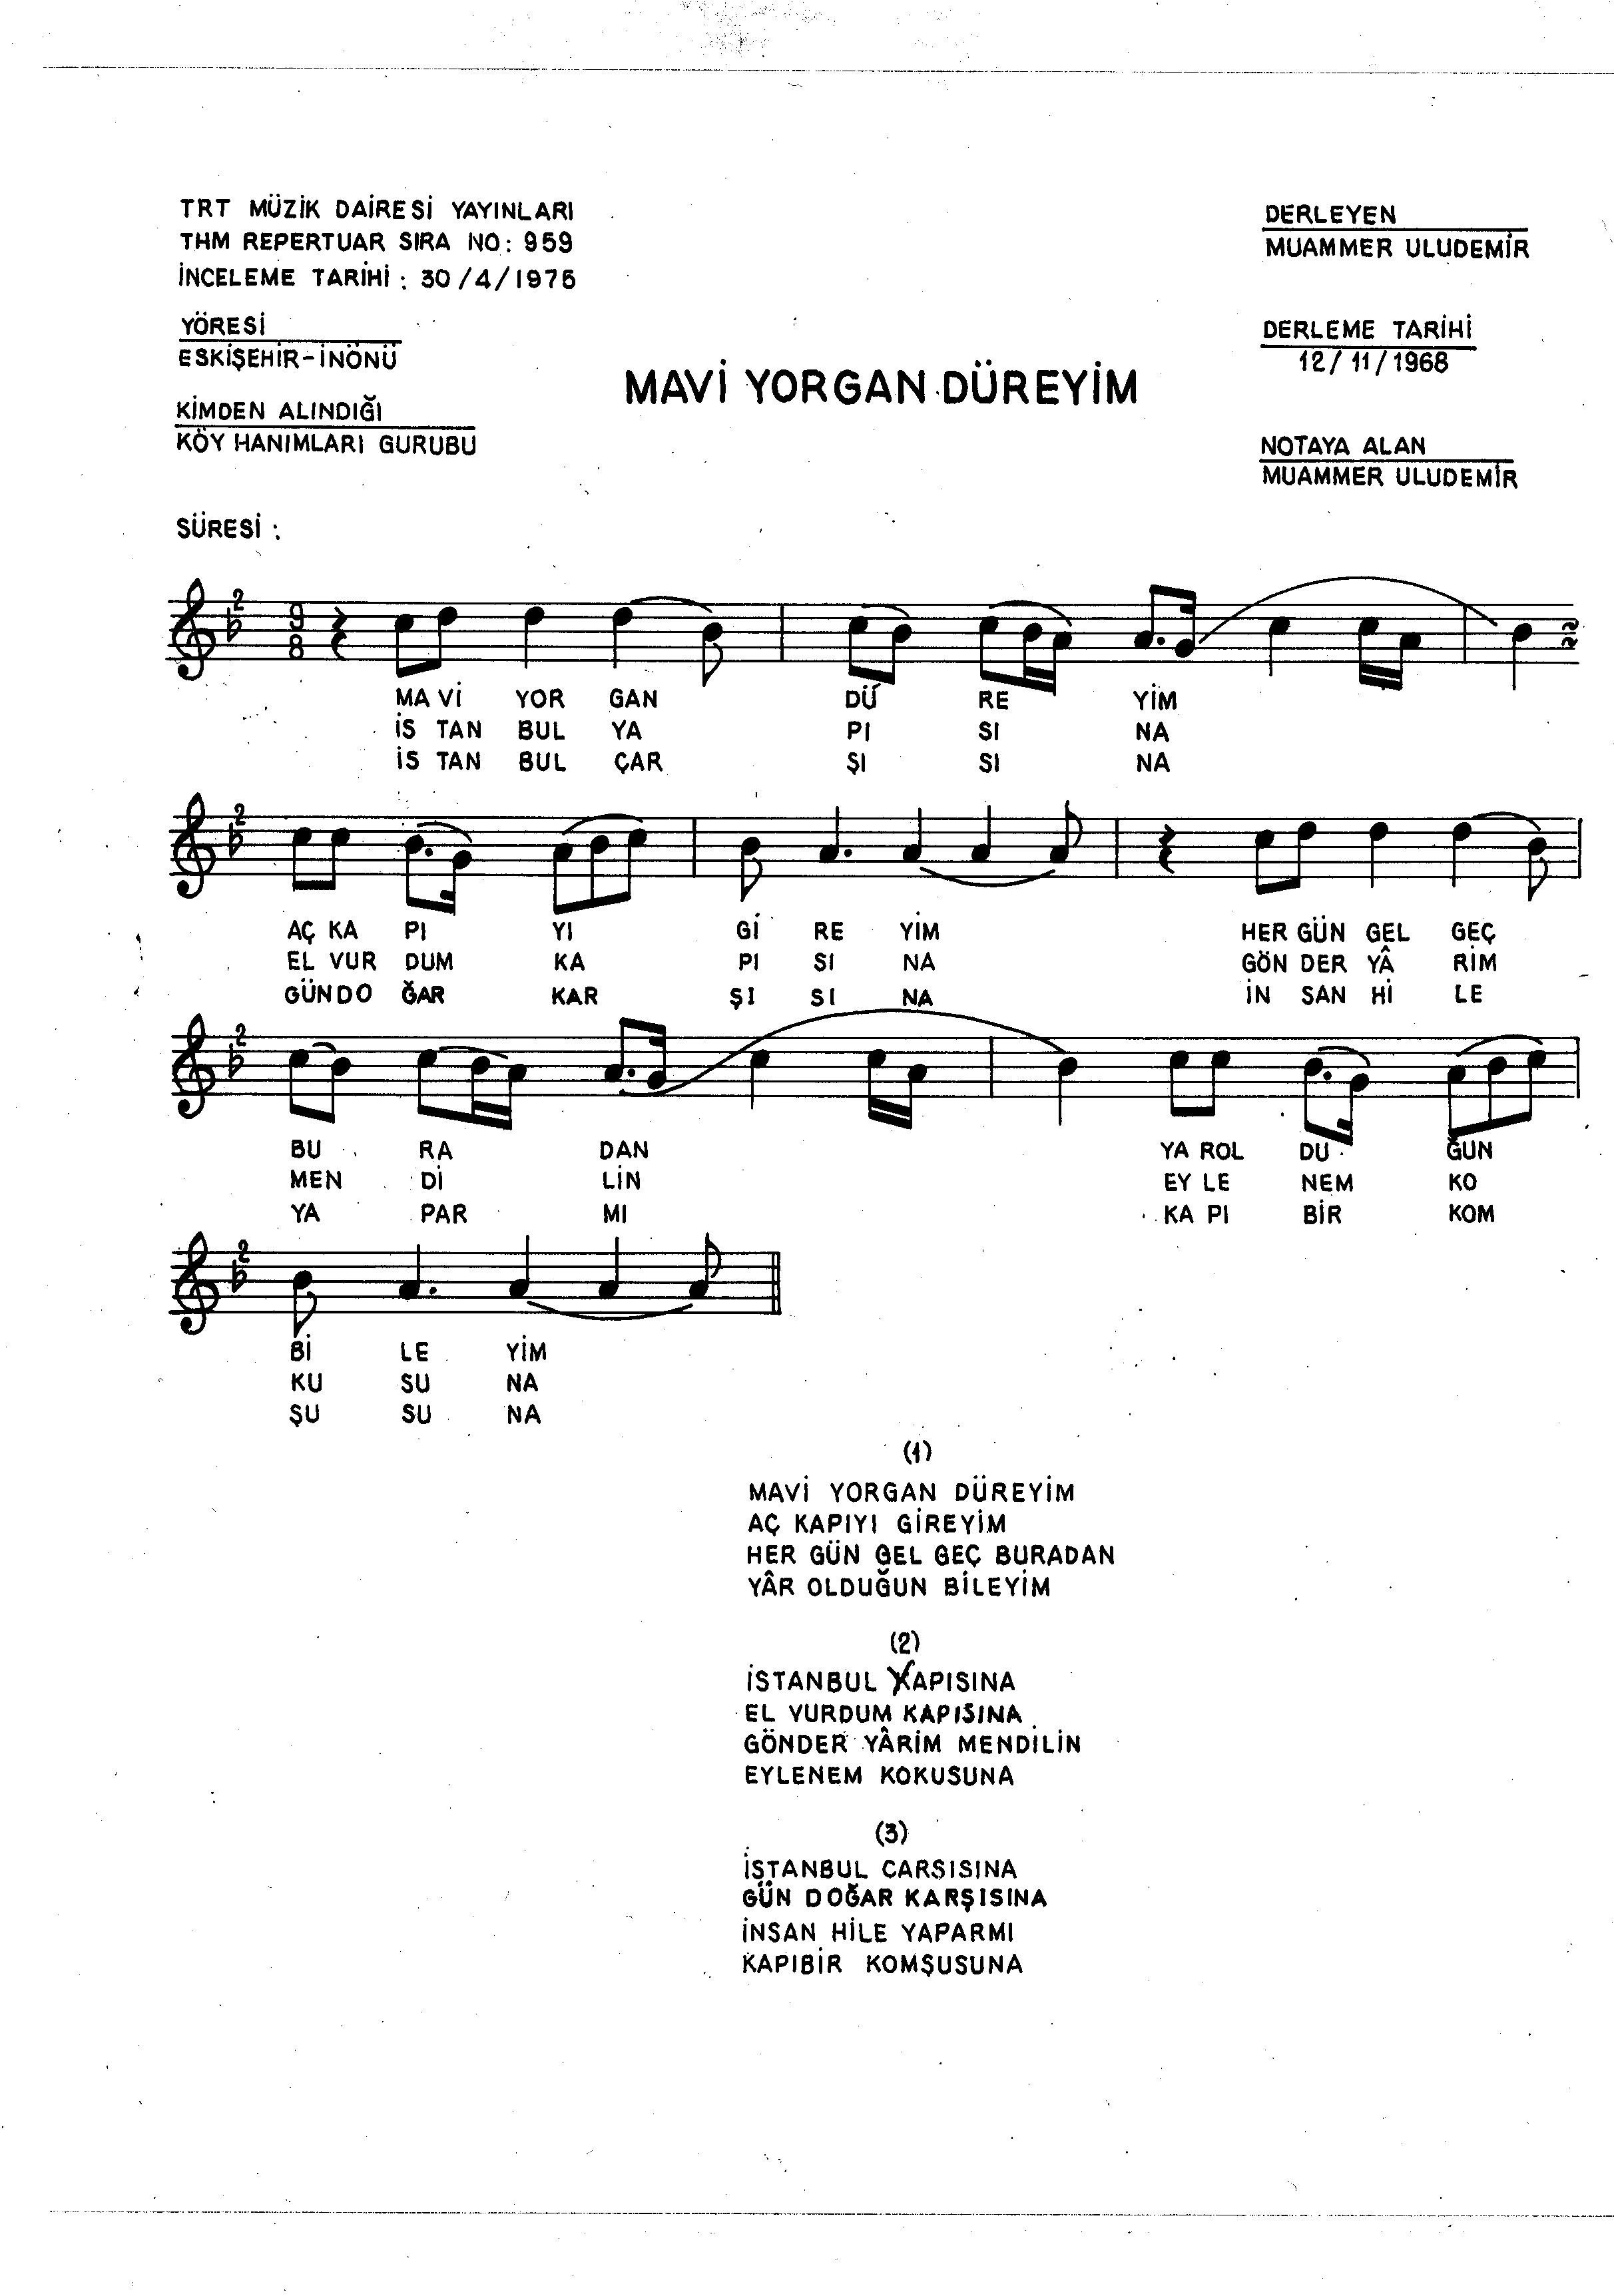 TRT MÜZİK DAİRESİ YAYINLARI
THM REPERTUAR SIRA NO: 959
İNCELEME TARİHİ : 30/4/1975
YÖRESİ
ESKİŞEHİR-İNÖNÜ
KİMDEN ALINDIĞI
KÖY HANIMLARI GURUBU
SÜRESİ :
MAVİ YORGAN DÜREYİM
DERLEYEN
MUAMMER ULUDEMİR
DERLEME TARİHİ
12/11/1968
NOTAYA ALAN
MUAMMER ULUDEMİR
MA Vİ YOR GAN DÜ RE YİM
İS TAN BUL YA PI SI NA
İS TAN BUL ÇAR ŞI SI NA
AÇ KA PI YI Gİ RE YİM HER GÜN GEL GEÇ
EL VUR DUM KA PI SI NA GÖN DER YÂ RİM
GÜN DO ĞAR KAR ŞI SI NA İN SAN Hİ LE
BU RA DAN YA ROL DU ĞUN
MEN Dİ LİN EY LE NEM KO
YA PAR MI KA PI BİR KOM
Bİ LE YİM
KU SU NA
ŞU SU NA
(1)
MAVİ YORGAN DÜREYİM
AÇ KAPIYI GİREYİM
HER GÜN GEL GEÇ BURADAN
YÂR OLDUĞUN BİLEYİM
(2)
İSTANBUL YAPISINA
EL VURDUM KAPISINA
GÖNDER YÂRİM MENDİLİN
EYLENEM KOKUSUNA
(3)
İSTANBUL CARSISINA
GÜN DOĞAR KARŞISINA
İNSAN HİLE YAPARMI
KAPIBİR KOMŞUSUNA